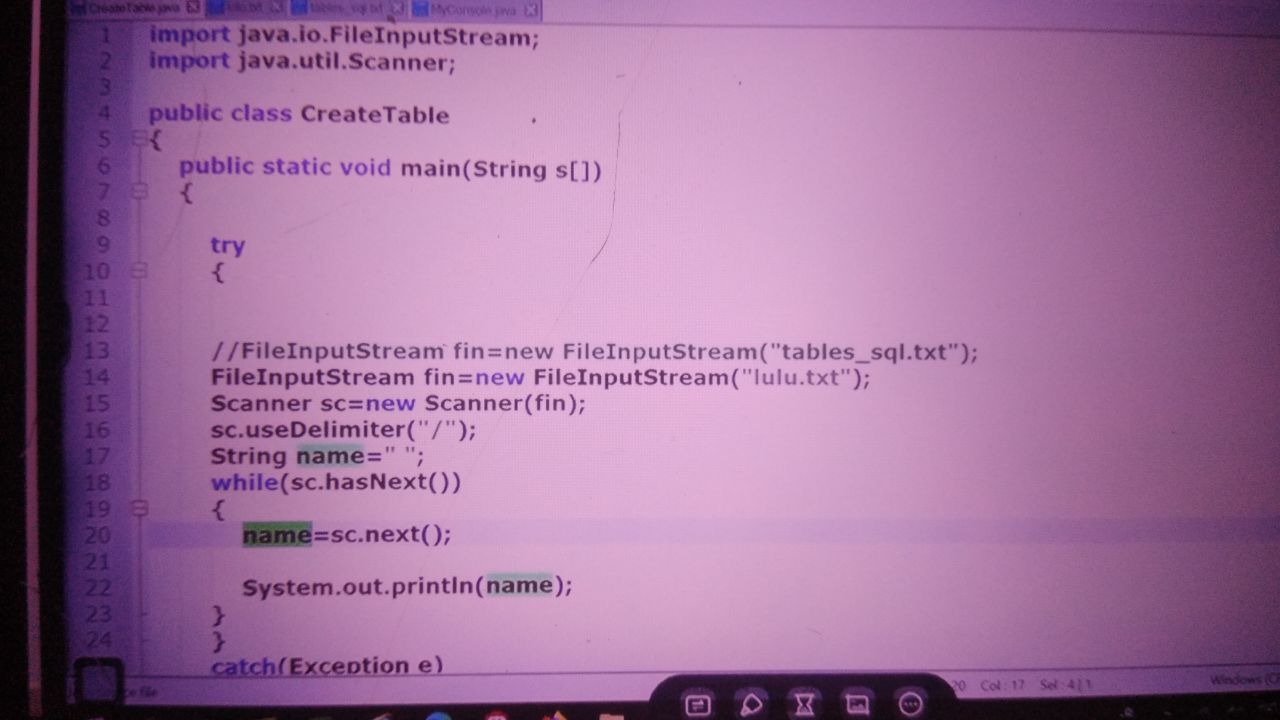 CreateTable.java lulu.txt tables_sql.txt MyConsole.java
1 import java.io.FileInputStream;
2 import java.util.Scanner;
3
4 public class CreateTable
5 {
6 public static void main(String s[])
7 {
8
9 try
10 {
11
12
13 //FileInputStream fin=new FileInputStream("tables_sql.txt");
14 FileInputStream fin=new FileInputStream("lulu.txt");
15 Scanner sc=new Scanner(fin);
16 sc.useDelimiter("/");
17 String name=" ";
18 while(sc.hasNext())
19 {
20 name=sc.next();
21
22 System.out.println(name);
23 }
24 }
catch(Exception e)
file 20 Col : 17 Sel : 4 | 1 Windows (C